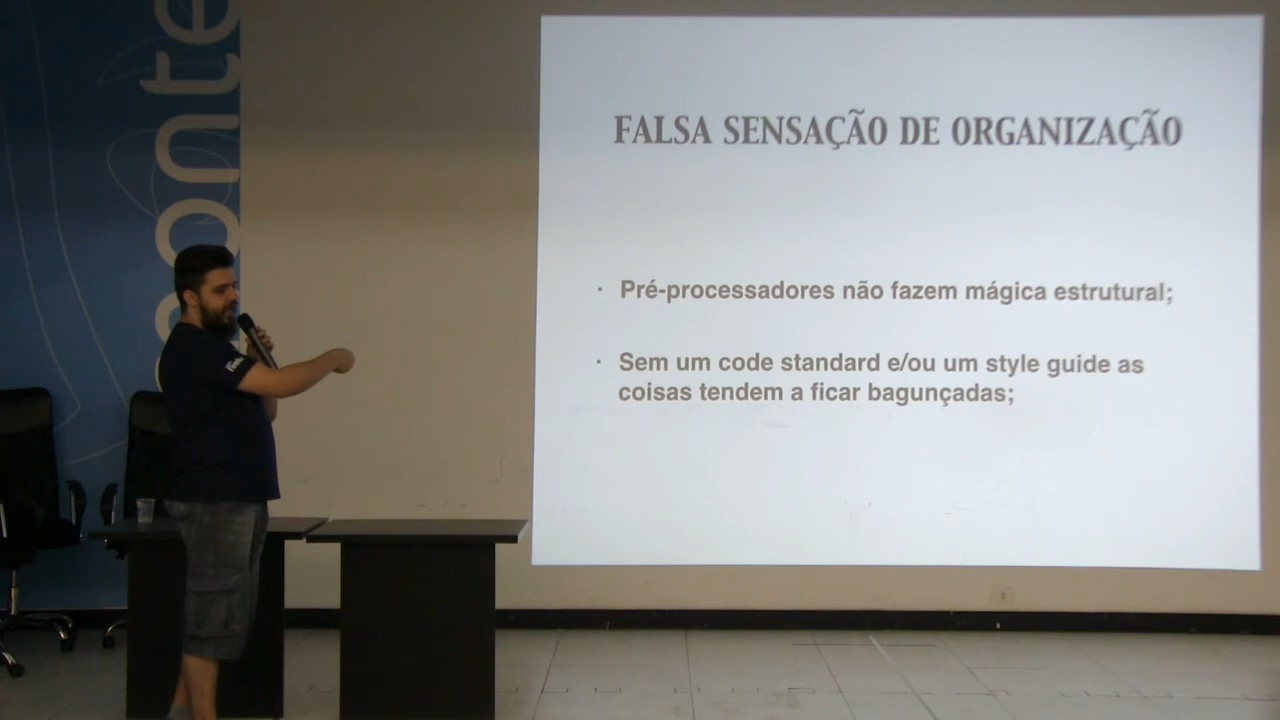 onte
FALSA SENSAÇÃO DE ORGANIZAÇÃO
· Pré-processadores não fazem mágica estrutural;
· Sem um code standard e/ou um style guide as
coisas tendem a ficar bagunçadas;